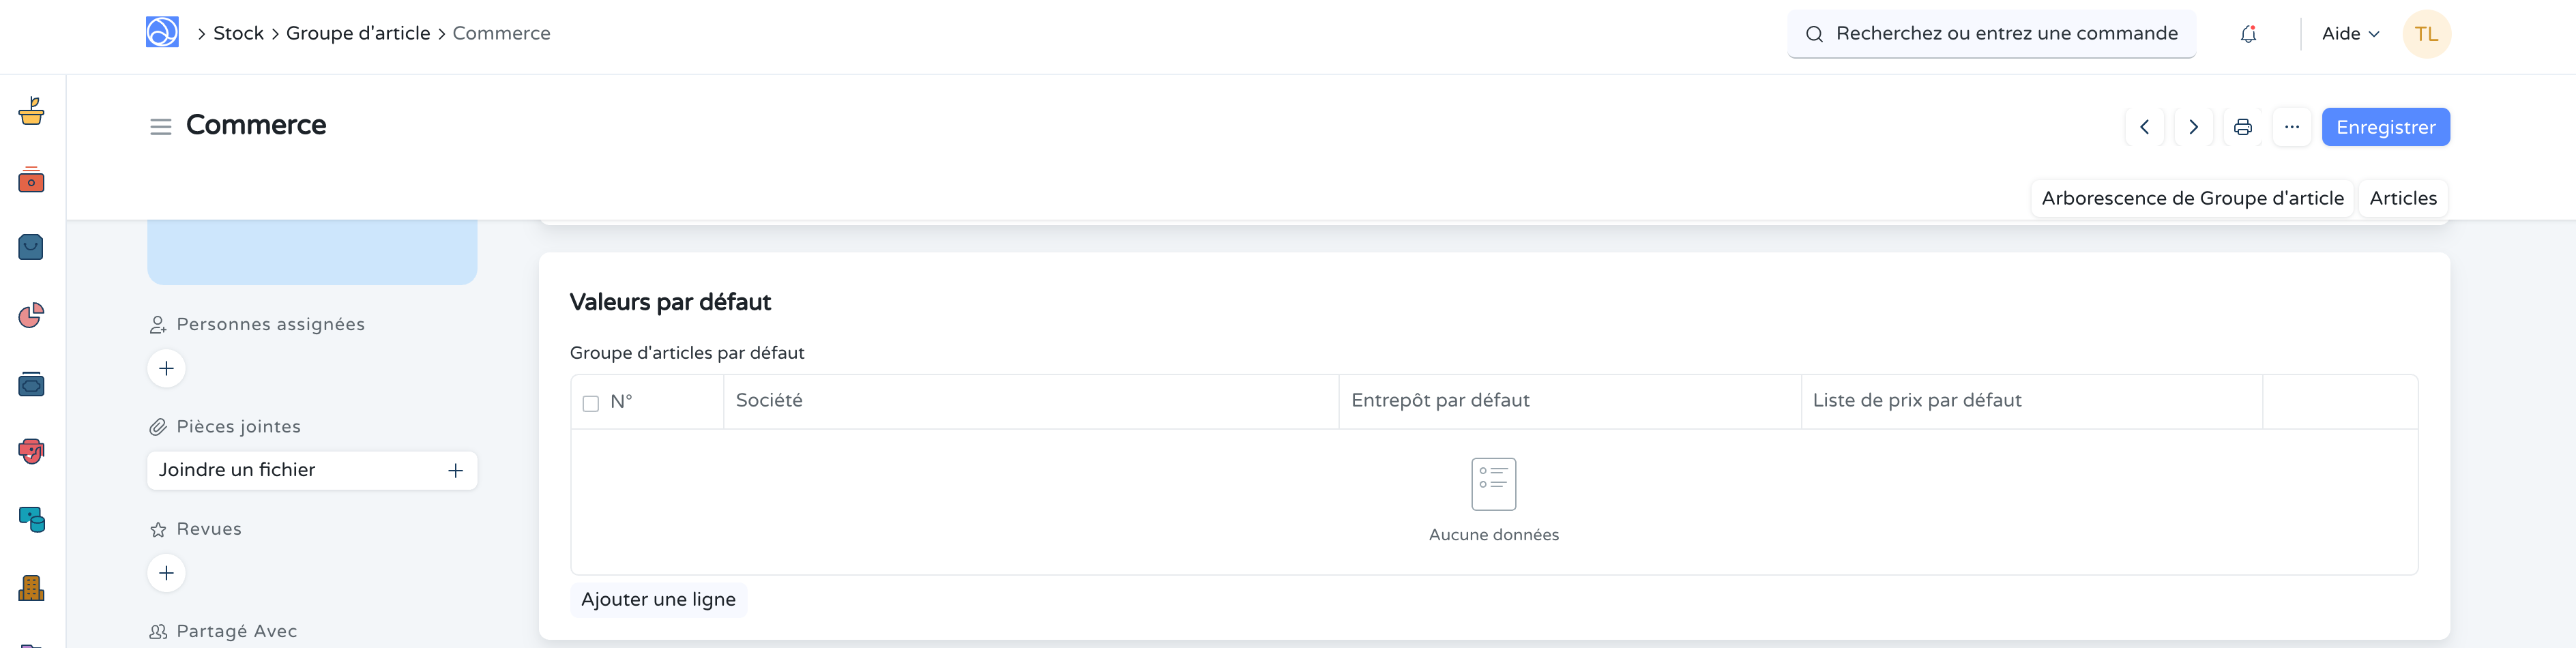 Stock
Groupe d'article
Commerce
Recherchez ou entrez une commande
Aide
TL
Commerce
Enregistrer
Arborescence de Groupe d'article
Articles
Personnes assignées
Pièces jointes
Joindre un fichier
Revues
Partagé Avec
Valeurs par défaut
Groupe d'articles par défaut
N°
Société
Entrepôt par défaut
Liste de prix par défaut
Aucune données
Ajouter une ligne